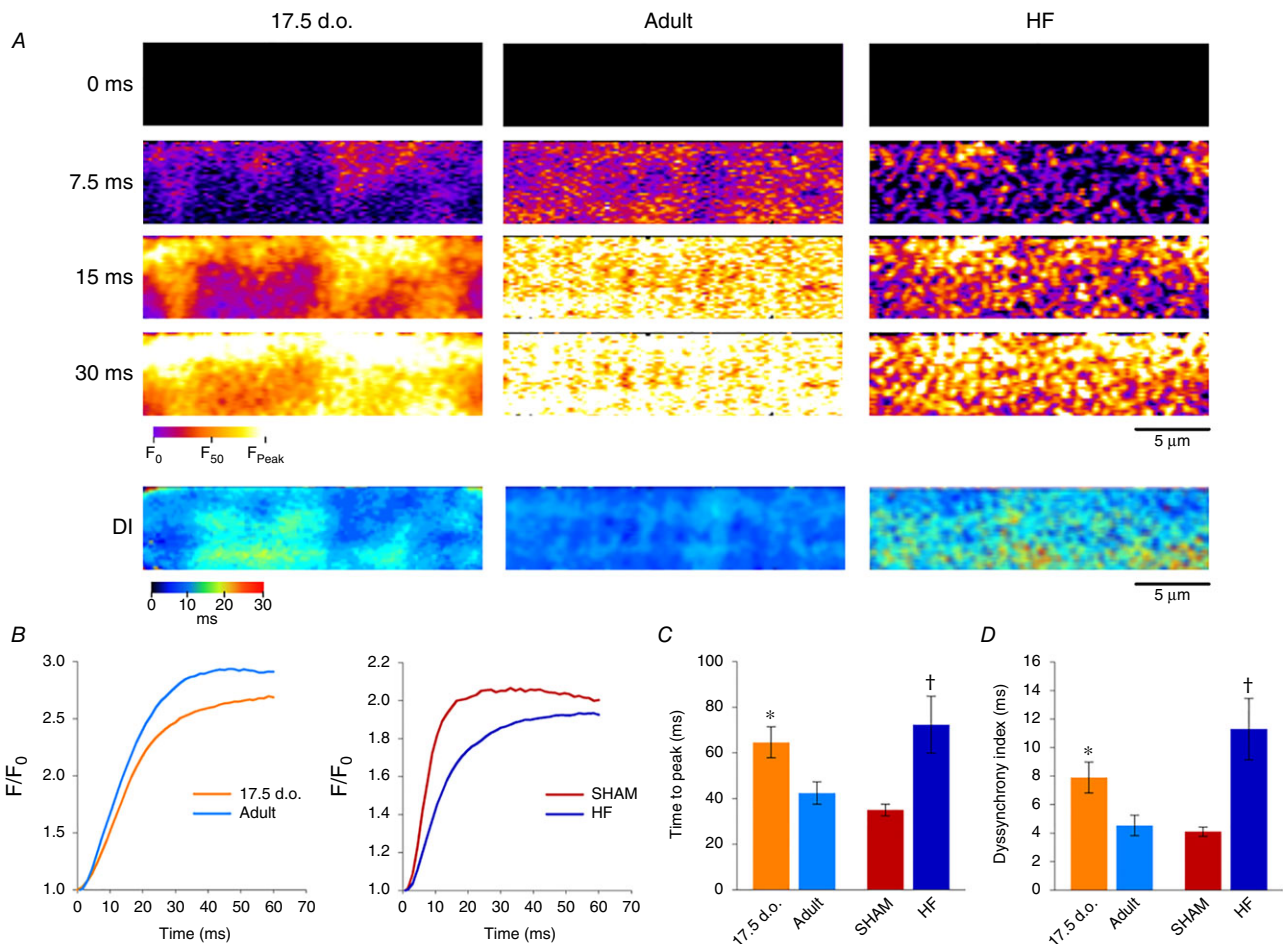 17.5 d.o. Adult HF
A
0 ms
7.5 ms
15 ms
30 ms
F0 F50 FPeak
5 μm
DI
0 10 20 30
ms
5 μm
B
3.0
2.5
2.0
1.5
1.0
F/F0
17.5 d.o.
Adult
0 10 20 30 40 50 60 70
Time (ms)
2.2
2.0
1.8
1.6
1.4
1.2
1.0
F/F0
SHAM
HF
0 10 20 30 40 50 60 70
Time (ms)
C
100
80
60
40
20
0
Time to peak (ms)
*
†
17.5 d.o. Adult SHAM HF
D
16
14
12
10
8
6
4
2
0
Dyssynchrony index (ms)
*
†
17.5 d.o. Adult SHAM HF